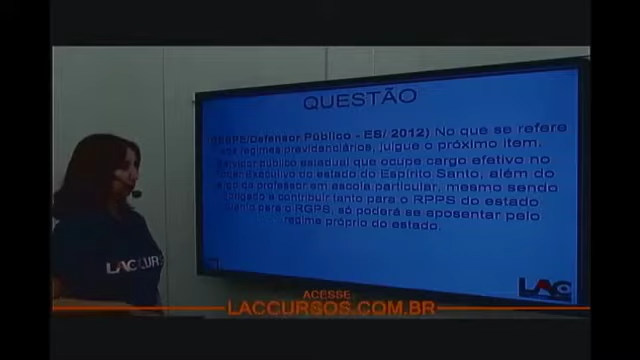 QUESTÃO
CESPE/Defensor Público - ES/ 2012) No que se refere
aos regimes previdenciários, julgue o próximo item.
Servidor público estadual que ocupe cargo efetivo no
Poder Executivo do estado do Espírito Santo, além do
cargo de professor em escola particular, mesmo sendo
obrigado a contribuir tanto para o RPPS do estado
quanto para o RGPS, só poderá se aposentar pelo
regime próprio do estado.
LAC CUR
LAC
ACESSE
LACCURSOS.COM.BR